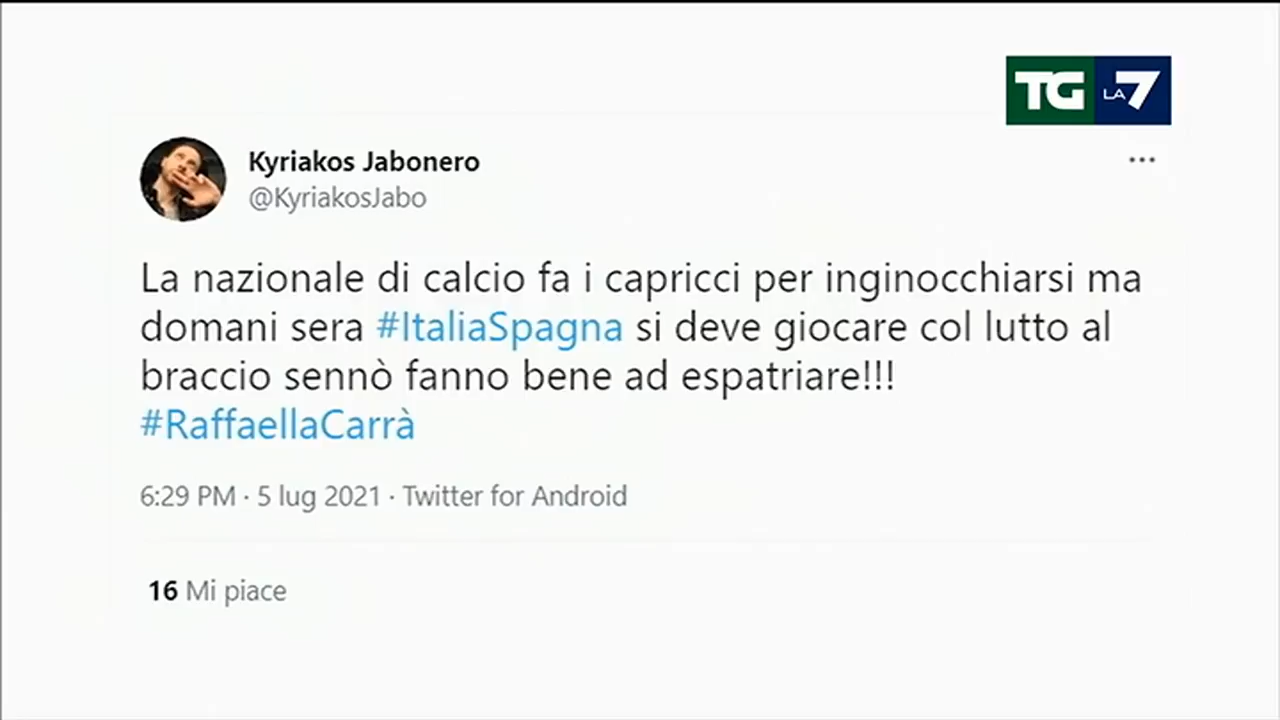 TG LA7
Kyriakos Jabonero
@KyriakosJabo
La nazionale di calcio fa i capricci per inginocchiarsi ma
domani sera #ItaliaSpagna si deve giocare col lutto al
braccio sennò fanno bene ad espatriare!!!
#RaffaellaCarrà
6:29 PM · 5 lug 2021 · Twitter for Android
16 Mi piace